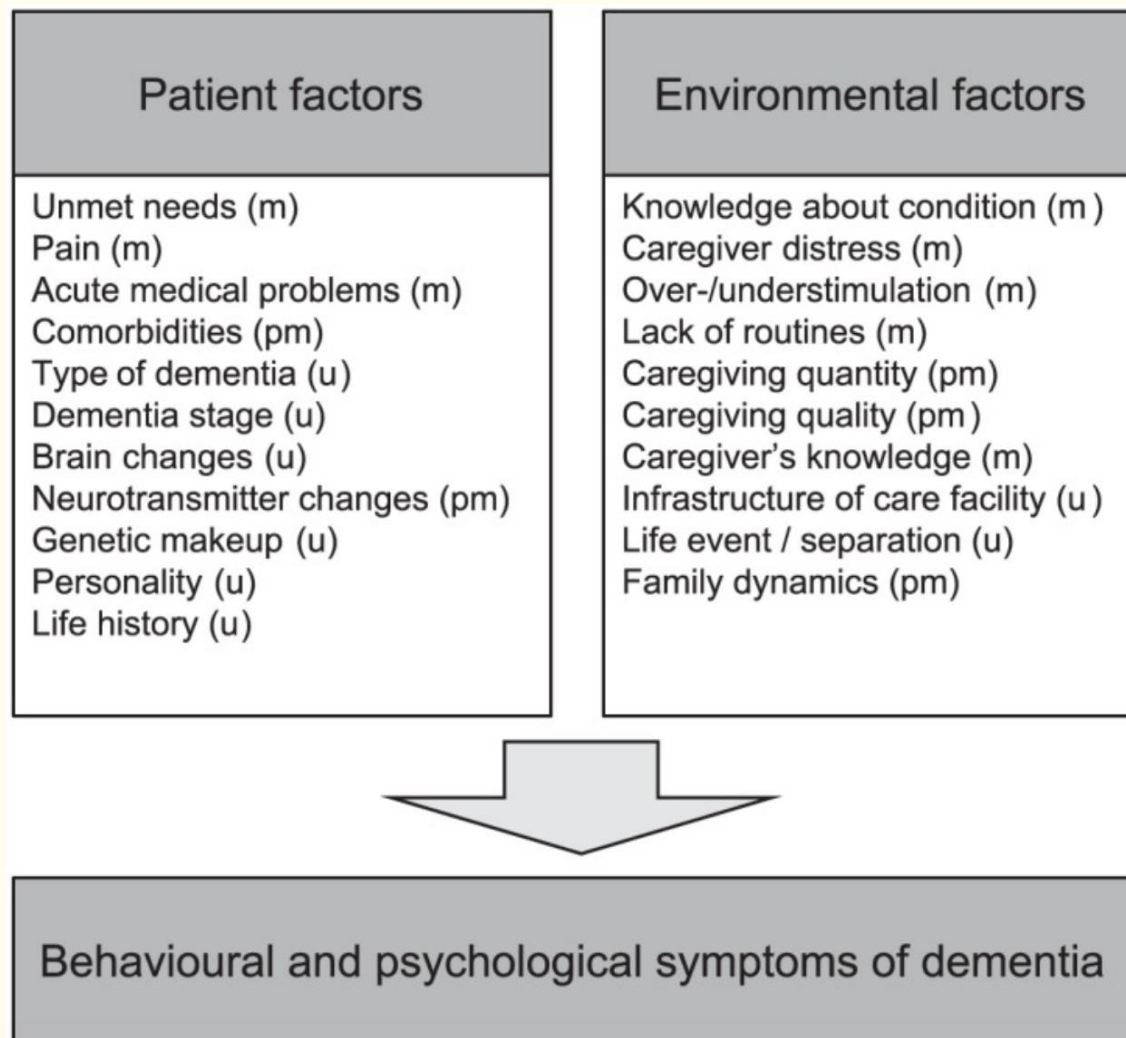 Patient factors
Unmet needs (m)
Pain (m)
Acute medical problems (m)
Comorbidities (pm)
Type of dementia (u)
Dementia stage (u)
Brain changes (u)
Neurotransmitter changes (pm)
Genetic makeup (u)
Personality (u)
Life history (u)
Environmental factors
Knowledge about condition (m)
Caregiver distress (m)
Over-/understimulation (m)
Lack of routines (m)
Caregiving quantity (pm)
Caregiving quality (pm)
Caregiver's knowledge (m)
Infrastructure of care facility (u)
Life event / separation (u)
Family dynamics (pm)
Behavioural and psychological symptoms of dementia